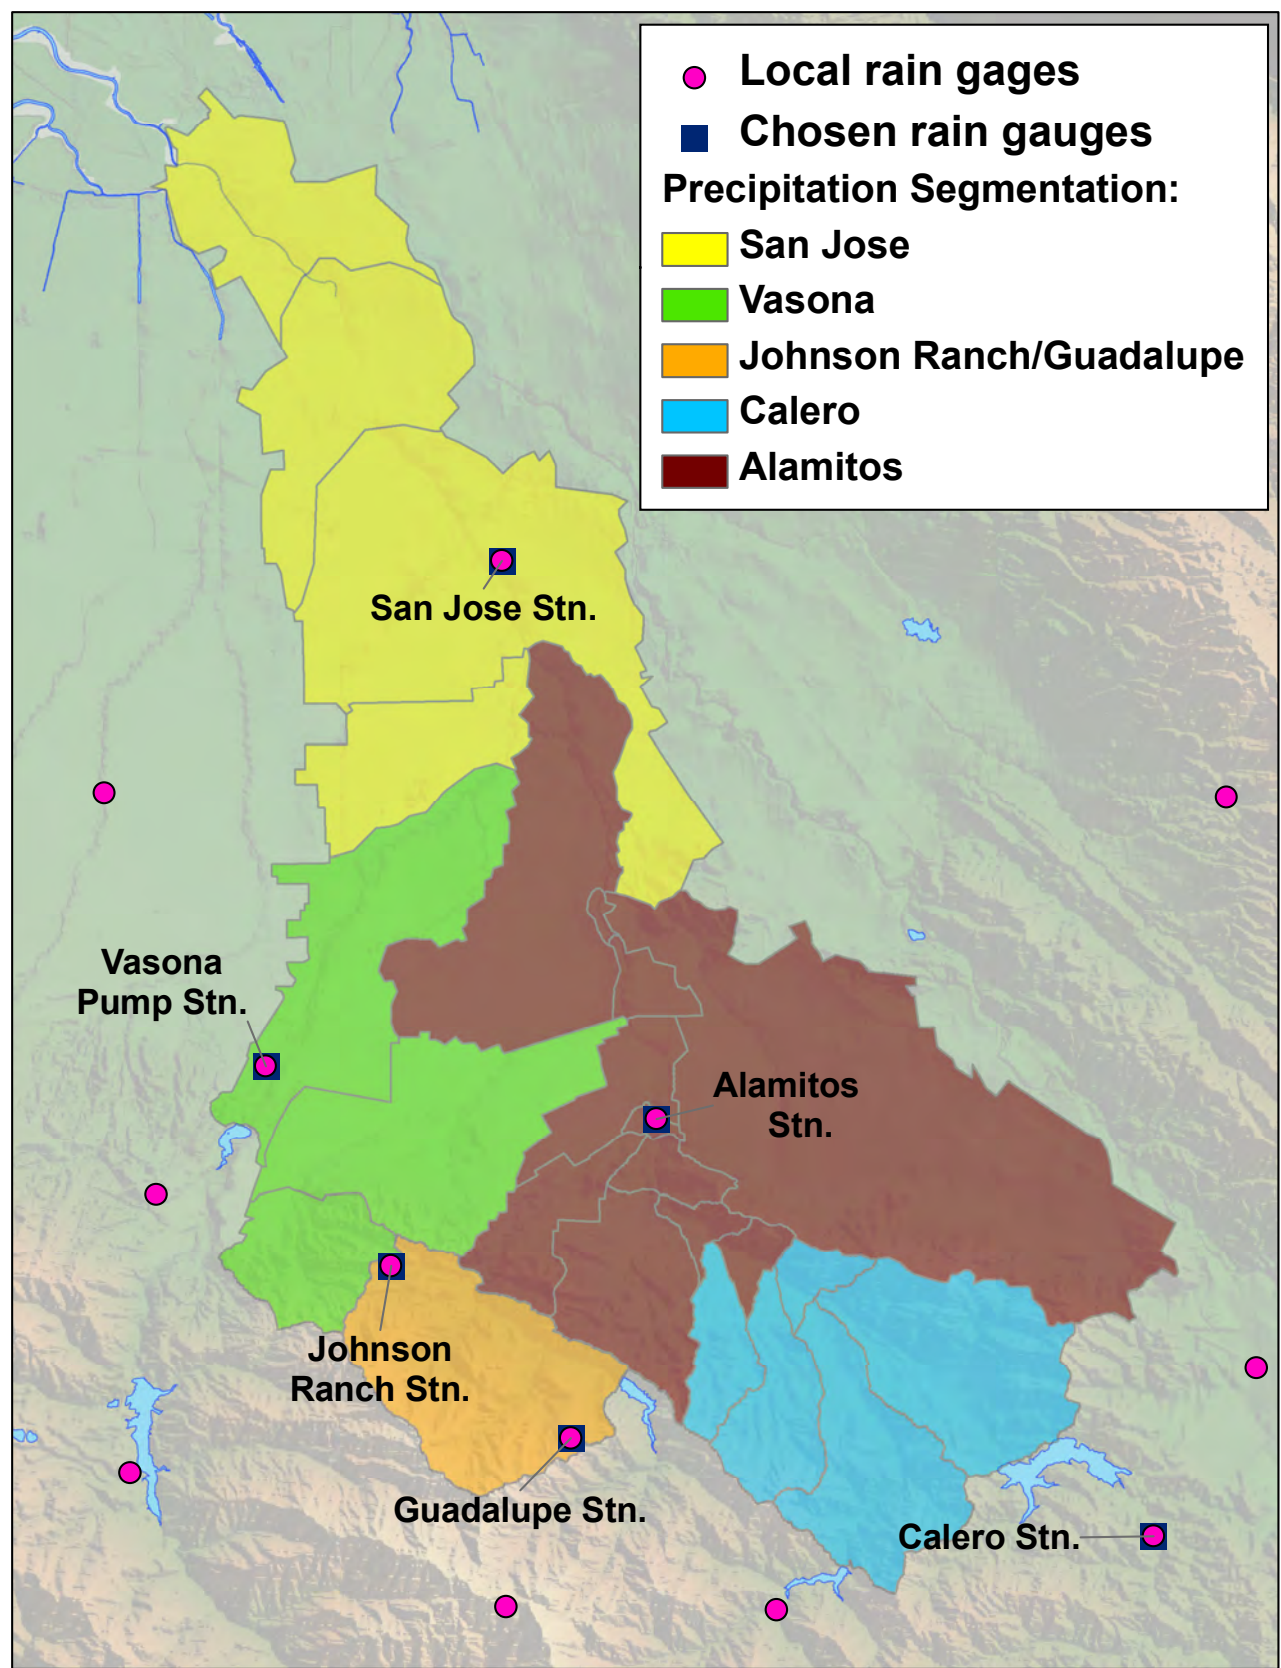 Local rain gages
Chosen rain gauges
Precipitation Segmentation:
San Jose
Vasona
Johnson Ranch/Guadalupe
Calero
Alamitos
San Jose Stn.
Vasona
Pump Stn.
Alamitos
Stn.
Johnson
Ranch Stn.
Guadalupe Stn.
Calero Stn.